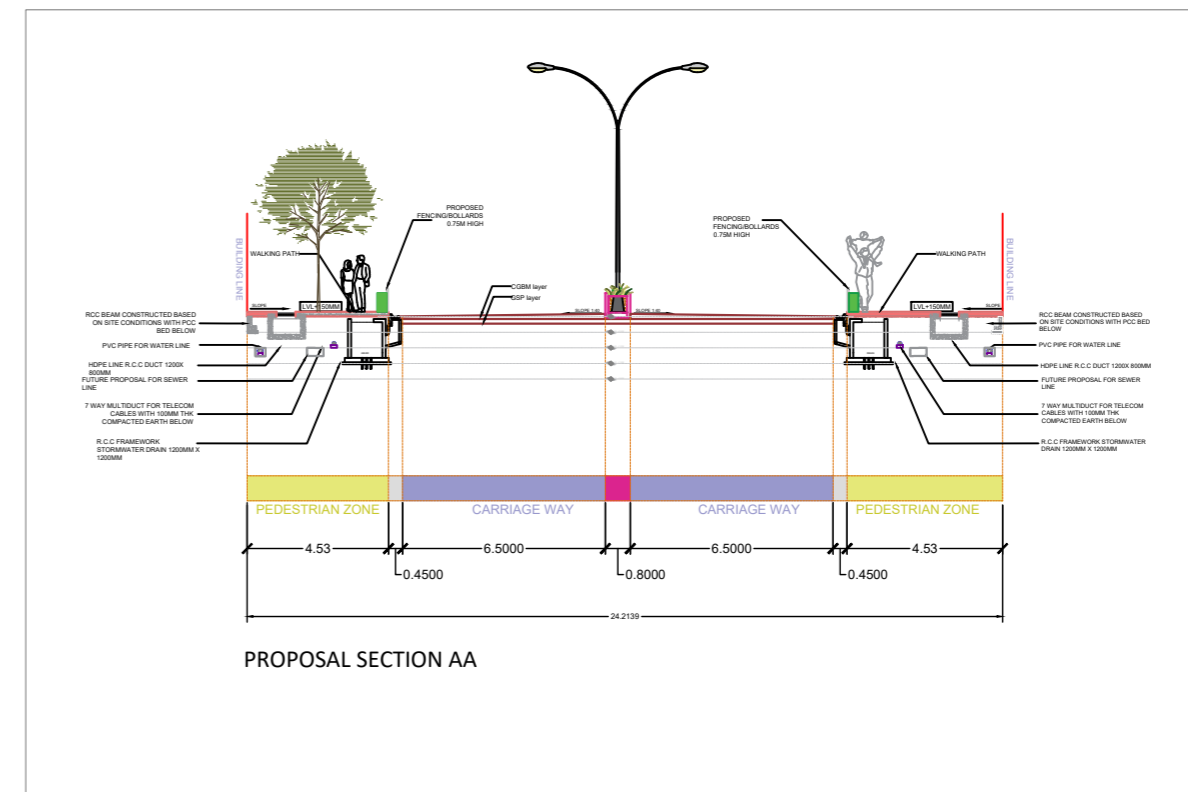 PROPOSED
FENCING/BOLLARDS
0.75M HIGH
PROPOSED
FENCING/BOLLARDS
0.75M HIGH
BUILDING LINE
WALKING PATH
WALKING PATH
BUILDING LINE
CGBM layer
GSP layer
SLOPE
LVL+150MM
SLOPE 1:40
SLOPE 1:40
LVL+150MM
SLOPE
RCC BEAM CONSTRUCTED BASED
ON SITE CONDITIONS WITH PCC
BED BELOW
PVC PIPE FOR WATER LINE
HDPE LINE R.C.C DUCT 1200X
800MM
FUTURE PROPOSAL FOR SEWER
LINE
7 WAY MULTIDUCT FOR TELECOM
CABLES WITH 100MM THK
COMPACTED EARTH BELOW
R.C.C FRAMEWORK
STORMWATER DRAIN 1200MM X
1200MM
RCC BEAM CONSTRUCTED BASED
ON SITE CONDITIONS WITH PCC BED
BELOW
PVC PIPE FOR WATER LINE
HDPE LINE R.C.C DUCT 1200X 800MM
FUTURE PROPOSAL FOR SEWER
LINE
7 WAY MULTIDUCT FOR TELECOM
CABLES WITH 100MM THK
COMPACTED EARTH BELOW
R.C.C FRAMEWORK STORMWATER
DRAIN 1200MM X 1200MM
PEDESTRIAN ZONE CARRIAGE WAY CARRIAGE WAY PEDESTRIAN ZONE
4.53 6.5000 6.5000 4.53
0.4500 0.8000 0.4500
24.2139
PROPOSAL SECTION AA